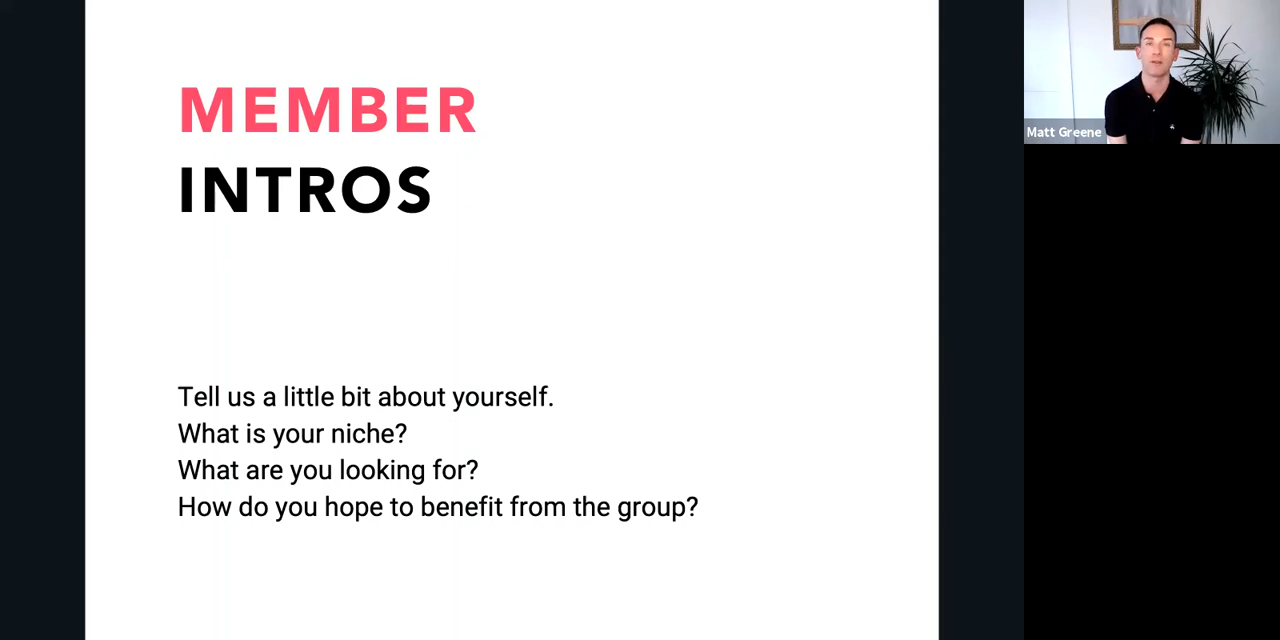 MEMBER
INTROS
Tell us a little bit about yourself.
What is your niche?
What are you looking for?
How do you hope to benefit from the group?
Matt Greene